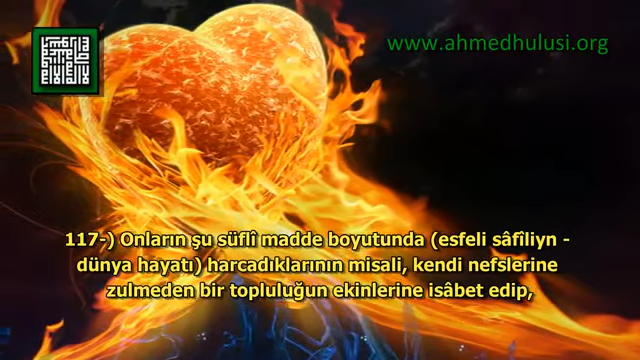 www.ahmedhulusi.org
117-) Onların şu süflî madde boyutunda (esfeli sâfîliyn -
dünya hayatı) harcadıklarının misali, kendi nefslerine
zulmeden bir topluluğun ekinlerine isâbet edip,